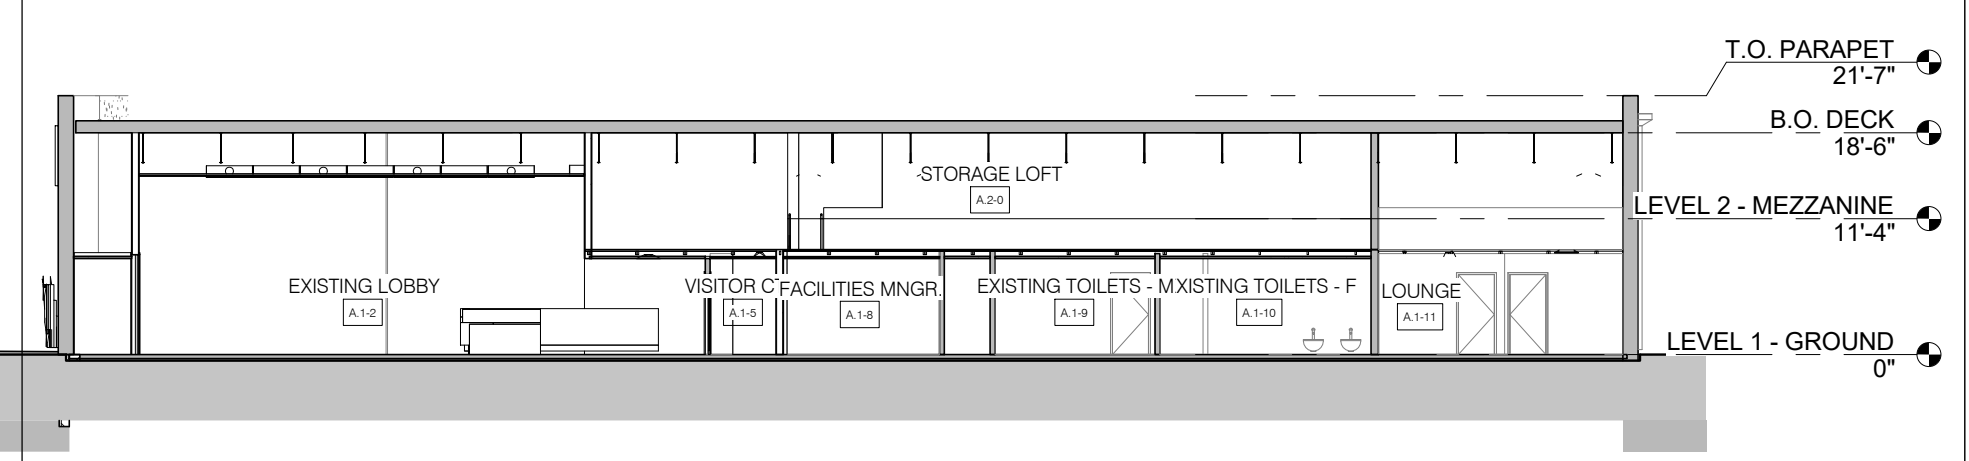 T.O. PARAPET
21'-7"
B.O. DECK
18'-6"
STORAGE LOFT
A.2-0
LEVEL 2 - MEZZANINE
11'-4"
EXISTING LOBBY
A.1-2
VISITOR C
A.1-5
FACILITIES MNGR.
A.1-8
EXISTING TOILETS - M
A.1-9
XISTING TOILETS - F
A.1-10
LOUNGE
A.1-11
LEVEL 1 - GROUND
0"